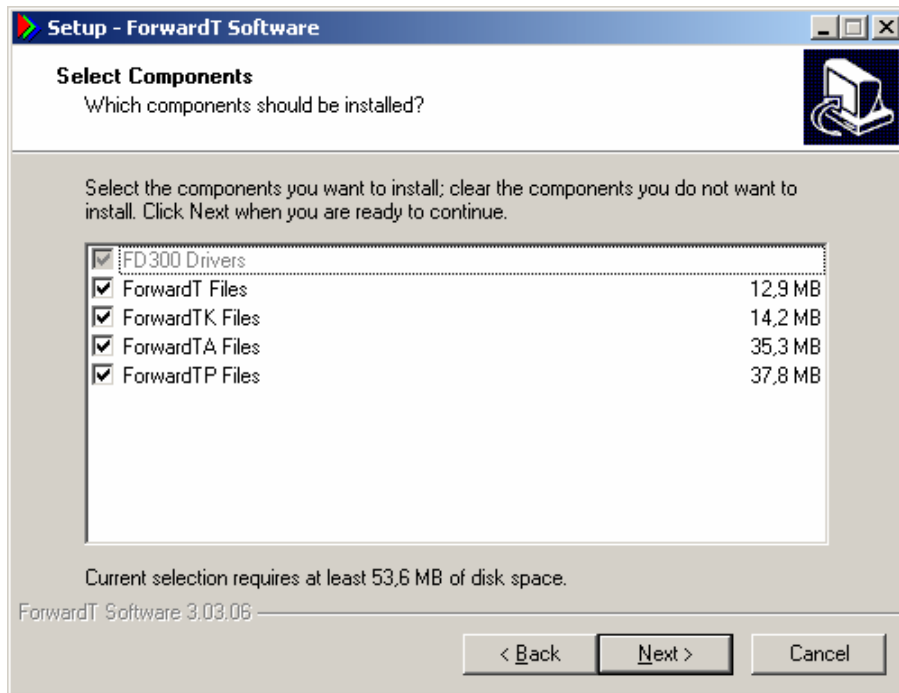 Setup - ForwardT Software
Select Components
Which components should be installed?
Select the components you want to install; clear the components you do not want to
install. Click Next when you are ready to continue.
FD300 Drivers
ForwardT Files 12,9 MB
ForwardTK Files 14,2 MB
ForwardTA Files 35,3 MB
ForwardTP Files 37,8 MB
Current selection requires at least 53,6 MB of disk space.
ForwardT Software 3.03.06
< Back Next > Cancel